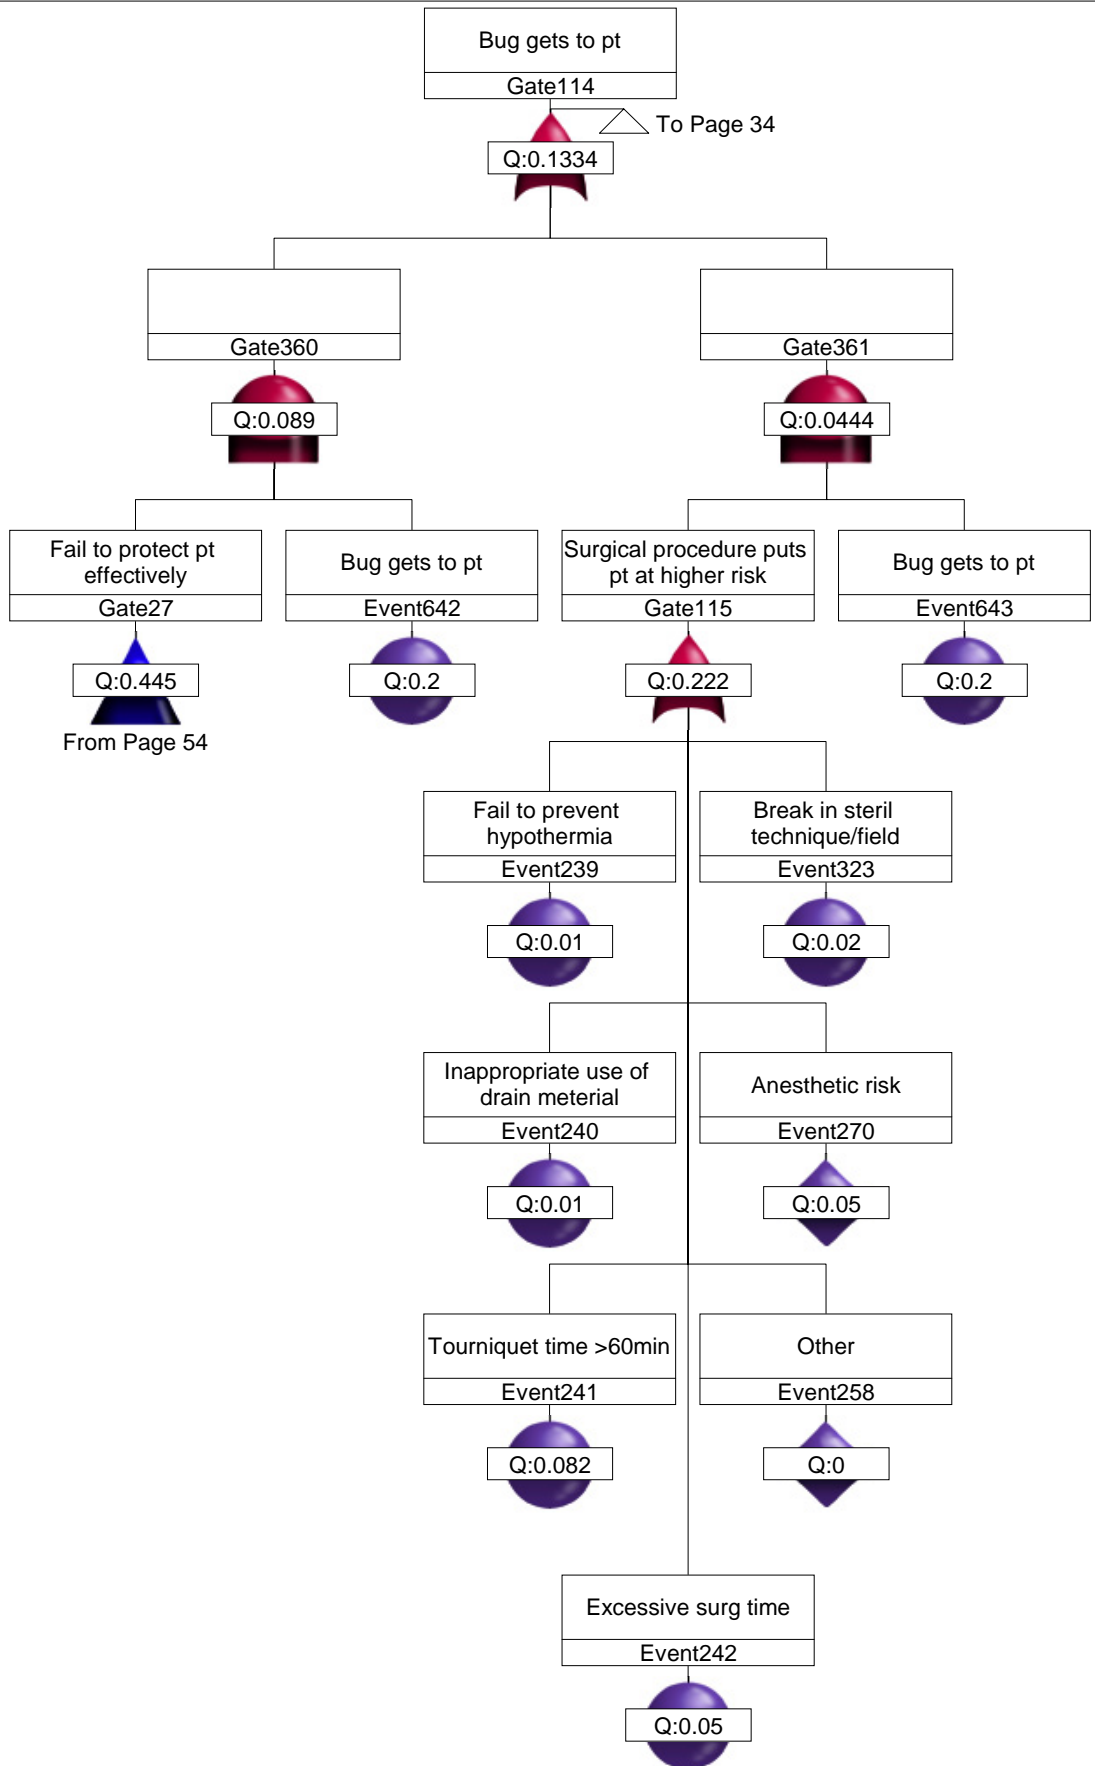 Bug gets to pt
Gate114
To Page 34
Q:0.1334
Gate360
Gate361
Q:0.089
Q:0.0444
Fail to protect pt
effectively
Gate27
Bug gets to pt
Event642
Surgical procedure puts
pt at higher risk
Gate115
Bug gets to pt
Event643
Q:0.445
Q:0.2
Q:0.222
Q:0.2
From Page 54
Fail to prevent
hypothermia
Event239
Break in steril
technique/field
Event323
Q:0.01
Q:0.02
Inappropriate use of
drain meterial
Event240
Anesthetic risk
Event270
Q:0.01
Q:0.05
Tourniquet time >60min
Event241
Other
Event258
Q:0.082
Q:0
Excessive surg time
Event242
Q:0.05